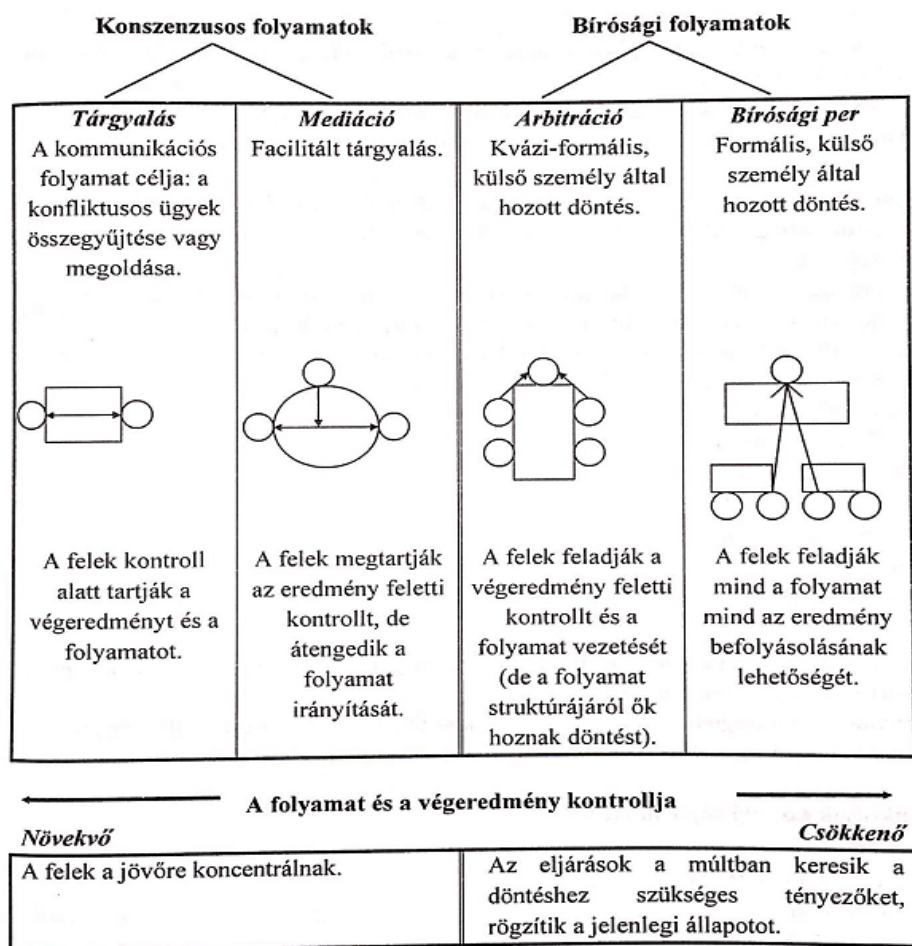 Konszenzusos folyamatok
Bírósági folyamatok
Tárgyalás
A kommunikációs
folyamat célja: a
konfliktusos ügyek
összegyűjtése vagy
megoldása.
Mediáció
Facilitált tárgyalás.
Arbitráció
Kvázi-formális,
külső személy által
hozott döntés.
Bírósági per
Formális, külső
személy által
hozott döntés.
A felek kontroll
alatt tartják a
végeredményt és a
folyamatot.
A felek megtartják
az eredmény feletti
kontrollt, de
átengedik a
folyamat
irányítását.
A felek feladják a
végeredmény feletti
kontrollt és a
folyamat vezetését
(de a folyamat
struktúrájáról ők
hoznak döntést).
A felek feladják
mind a folyamat
mind az eredmény
befolyásolásának
lehetőségét.
A folyamat és a végeredmény kontrollja
Növekvő
Csökkenő
A felek a jövőre koncentrálnak.
Az eljárások a múltban keresik a
döntéshez szükséges tényezőket,
rögzítik a jelenlegi állapotot.